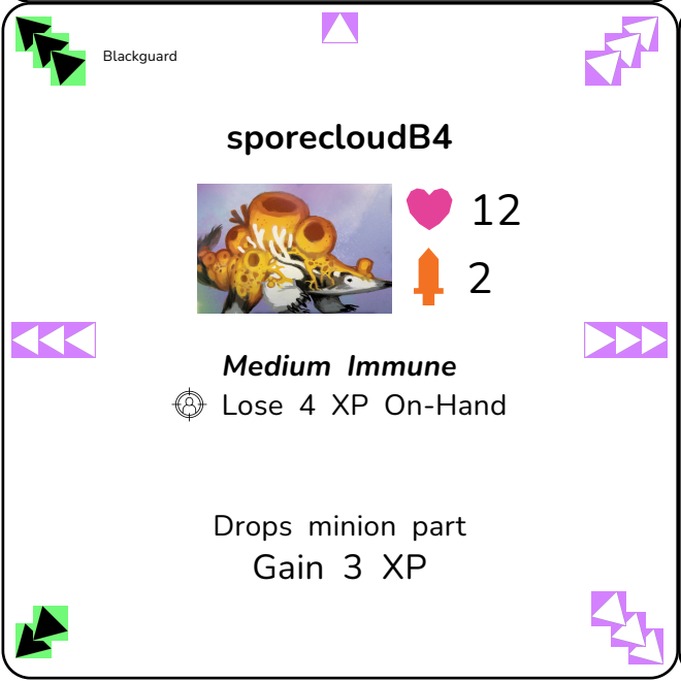 Blackguard
sporecloudB4
12
2
Medium Immune
Lose 4 XP On-Hand
Drops minion part
Gain 3 XP